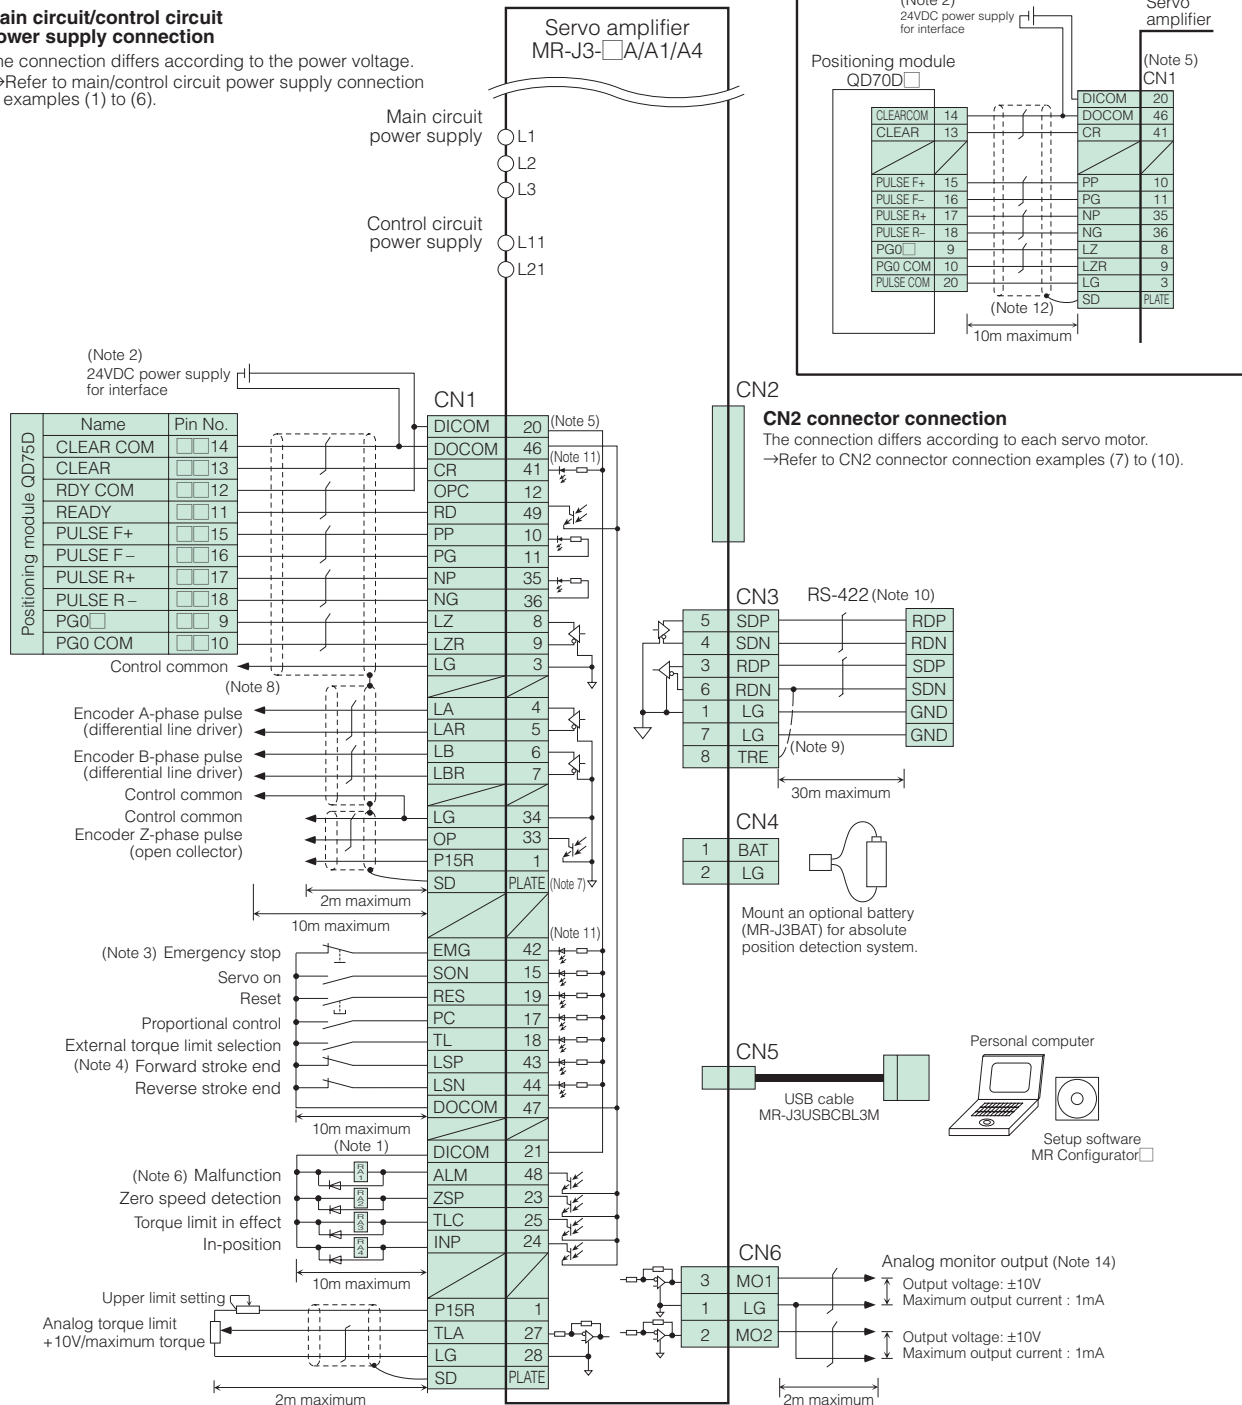 ain circuit/control circuit
ower supply connection
he connection differs according to the power voltage.
→Refer to main/control circuit power supply connection
examples (1) to (6).
Servo amplifier
MR-J3-□A/A1/A4
Main circuit
power supply
L1
L2
L3
Control circuit
power supply
L11
L21
(Note 2)
24VDC power supply
for interface
Servo
amplifier
Positioning module
QD70D□
(Note 5)
CN1
DICOM 20
CLEARCOM 14 DOCOM 46
CLEAR 13 CR 41
PULSE F+ 15 PP 10
PULSE F– 16 PG 11
PULSE R+ 17 NP 35
PULSE R– 18 NG 36
PG0□ 9 LZ 8
PG0 COM 10 LZR 9
PULSE COM 20 LG 3
SD PLATE
(Note 12)
10m maximum
(Note 2)
24VDC power supply
for interface
CN1
Positioning module QD75D
Name Pin No.
CLEAR COM □□14
CLEAR □□13
RDY COM □□12
READY □□11
PULSE F+ □□15
PULSE F– □□16
PULSE R+ □□17
PULSE R– □□18
PG0□ □□ 9
PG0 COM □□10
Control common
(Note 8)
DICOM 20 (Note 5)
DOCOM 46
(Note 11)
CR 41
OPC 12
RD 49
PP 10
PG 11
NP 35
NG 36
LZ 8
LZR 9
LG 3
Encoder A-phase pulse
(differential line driver)
LA 4
LAR 5
Encoder B-phase pulse
(differential line driver)
LB 6
LBR 7
Control common
Control common
LG 34
Encoder Z-phase pulse
(open collector)
OP 33
P15R 1
SD PLATE (Note 7)
2m maximum
10m maximum
(Note 11)
(Note 3) Emergency stop EMG 42
Servo on SON 15
Reset RES 19
Proportional control PC 17
External torque limit selection TL 18
(Note 4) Forward stroke end LSP 43
Reverse stroke end LSN 44
DOCOM 47
10m maximum
(Note 1)
DICOM 21
(Note 6) Malfunction RA1 ALM 48
Zero speed detection RA2 ZSP 23
Torque limit in effect RA3 TLC 25
In-position RA4 INP 24
10m maximum
Upper limit setting
P15R 1
Analog torque limit
+10V/maximum torque
TLA 27
LG 28
SD PLATE
2m maximum
CN2
CN2 connector connection
The connection differs according to each servo motor.
→Refer to CN2 connector connection examples (7) to (10).
CN3
RS-422 (Note 10)
5 SDP RDP
4 SDN RDN
3 RDP SDP
6 RDN SDN
1 LG GND
7 LG GND
8 TRE
(Note 9)
30m maximum
CN4
1 BAT
2 LG
Mount an optional battery
(MR-J3BAT) for absolute
position detection system.
CN5
USB cable
MR-J3USBCBL3M
Personal computer
Setup software
MR Configurator□
CN6
Analog monitor output (Note 14)
3 MO1
1 LG
2 MO2
Output voltage: ±10V
Maximum output current : 1mA
Output voltage: ±10V
Maximum output current : 1mA
2m maximum